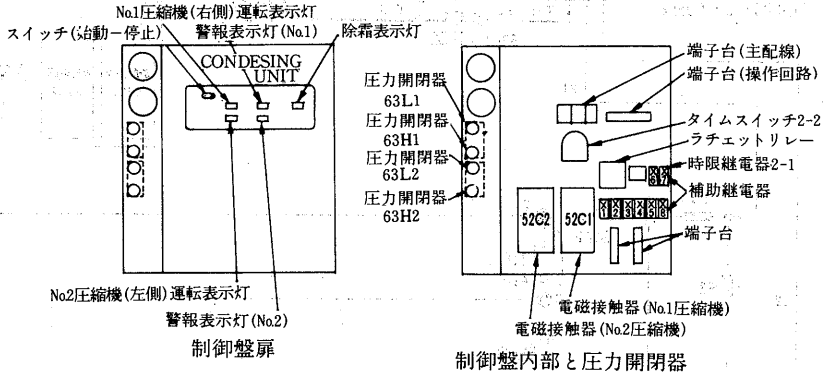 No.1圧縮機(右側)運転表示灯
スイッチ(始動－停止)
警報表示灯(No.1)
除霜表示灯
CONDESING
UNIT
No.2圧縮機(左側)運転表示灯
警報表示灯(No.2)
制御盤扉
圧力開閉器
63L1
圧力開閉器
63H1
圧力開閉器
63L2
圧力開閉器
63H2
端子台(主配線)
端子台(操作回路)
タイムスイッチ2-2
ラチェットリレー
時限継電器2-1
補助継電器
端子台
X6
X7
52C2
52C1
X1
X2
X3
X4
X5
X8
電磁接触器(No.1圧縮機)
電磁接触器(No.2圧縮機)
制御盤内部と圧力開閉器